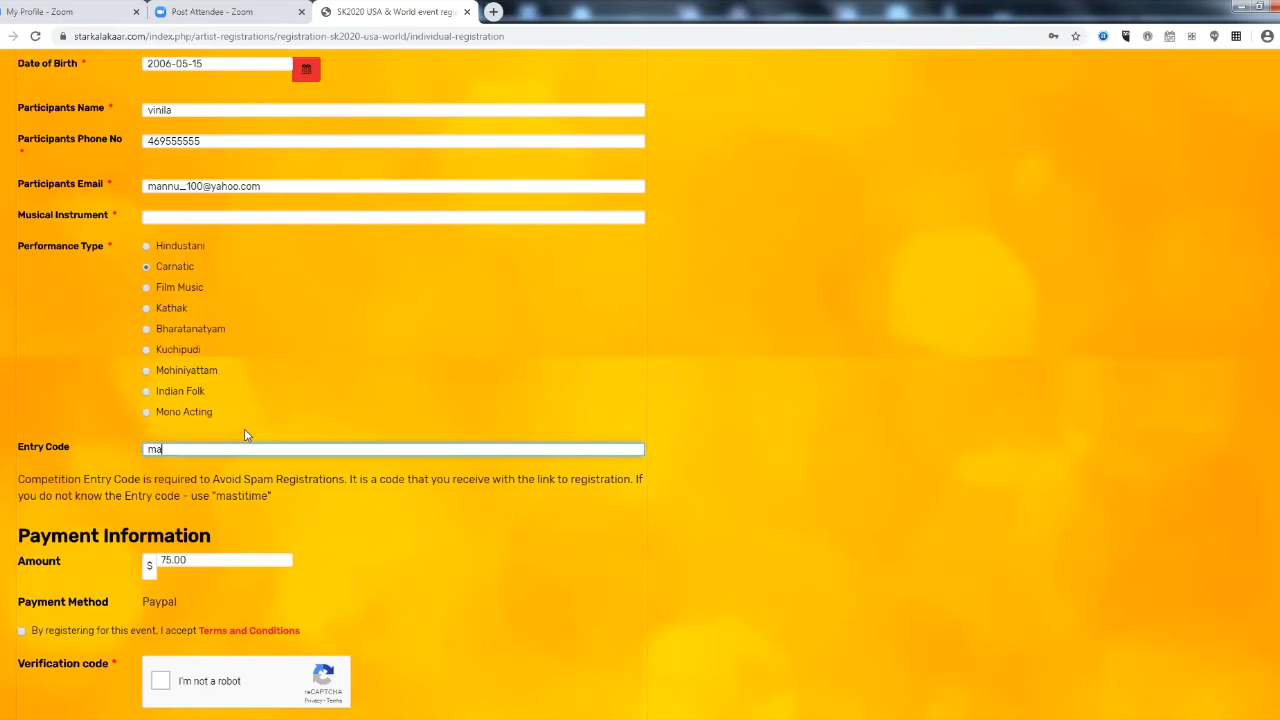 My Profile - Zoom
Post Attendee - Zoom
SK2020 USA & World event regi
starkalakaar.com/index.php/artist-registrations/registration-sk2020-usa-world/individual-registration
Date of Birth *
2006-05-15
Participants Name *
vinila
Participants Phone No *
469555555
Participants Email *
mannu_100@yahoo.com
Musical Instrument *
Performance Type *
Hindustani
Carnatic
Film Music
Kathak
Bharatanatyam
Kuchipudi
Mohiniyattam
Indian Folk
Mono Acting
Entry Code
ma
Competition Entry Code is required to Avoid Spam Registrations. It is a code that you receive with the link to registration. If
you do not know the Entry code - use "mastitime"
Payment Information
Amount
$ 75.00
Payment Method
Paypal
By registering for this event, I accept Terms and Conditions
Verification code *
I'm not a robot
reCAPTCHA
Privacy - Terms